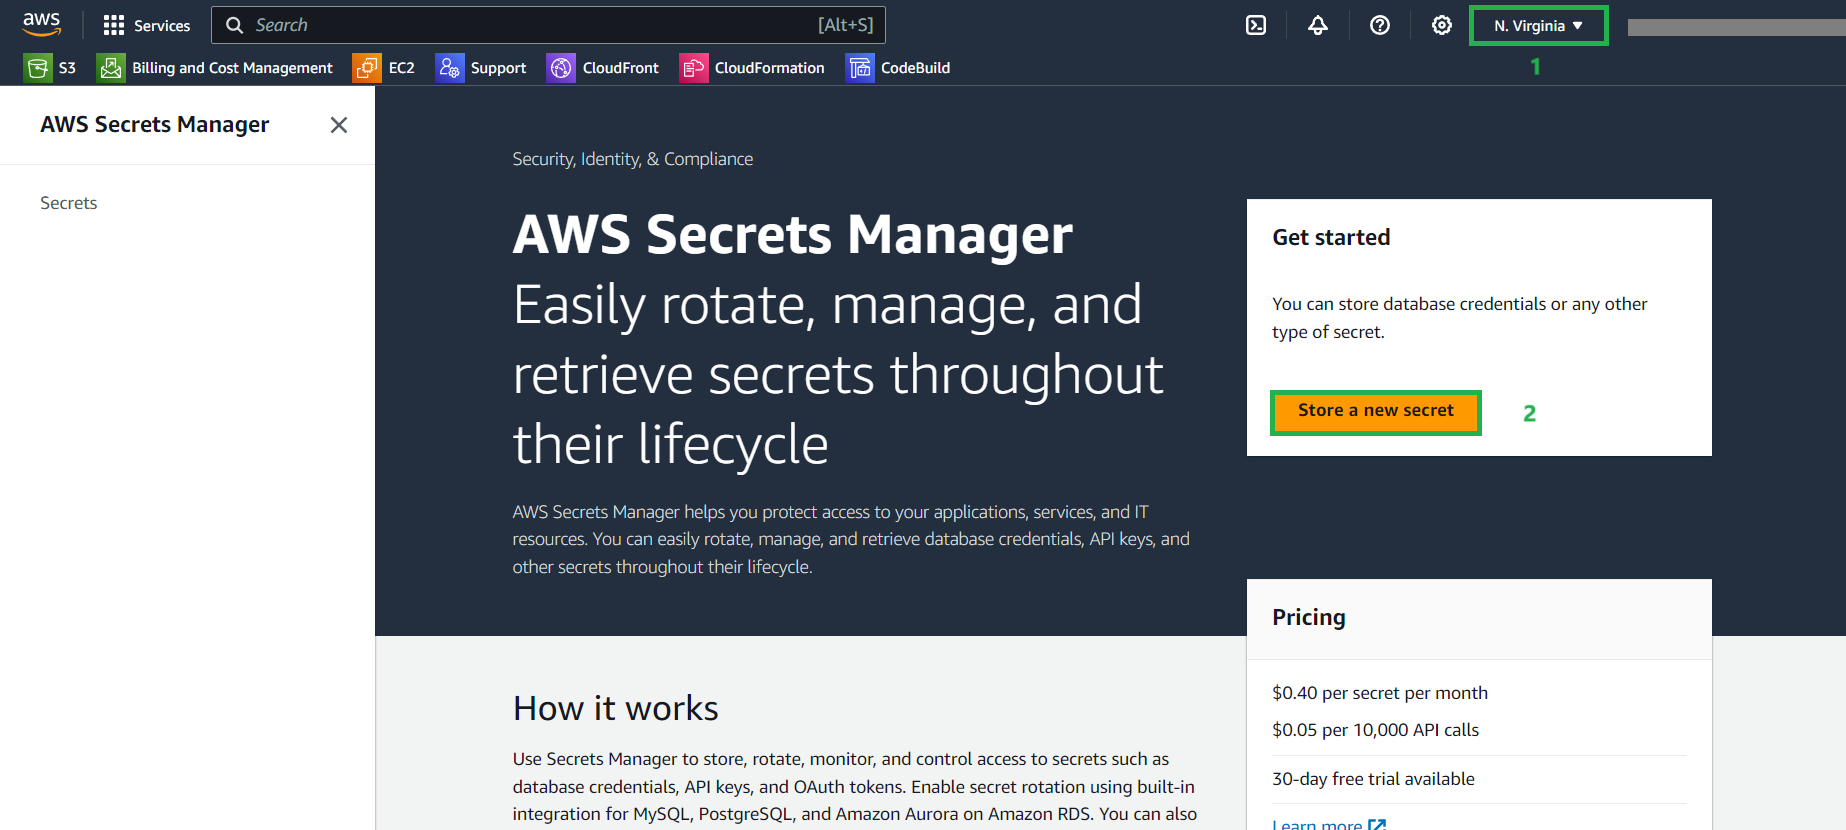 aws
Services
Search
[Alt+S]
N. Virginia
S3
Billing and Cost Management
EC2
Support
CloudFront
CloudFormation
CodeBuild
1
AWS Secrets Manager
Secrets
Security, Identity, & Compliance
AWS Secrets Manager
Easily rotate, manage, and
retrieve secrets throughout
their lifecycle
AWS Secrets Manager helps you protect access to your applications, services, and IT
resources. You can easily rotate, manage, and retrieve database credentials, API keys, and
other secrets throughout their lifecycle.
Get started
You can store database credentials or any other
type of secret.
Store a new secret
2
Pricing
$0.40 per secret per month
$0.05 per 10,000 API calls
30-day free trial available
Learn more
How it works
Use Secrets Manager to store, rotate, monitor, and control access to secrets such as
database credentials, API keys, and OAuth tokens. Enable secret rotation using built-in
integration for MySQL, PostgreSQL, and Amazon Aurora on Amazon RDS. You can also